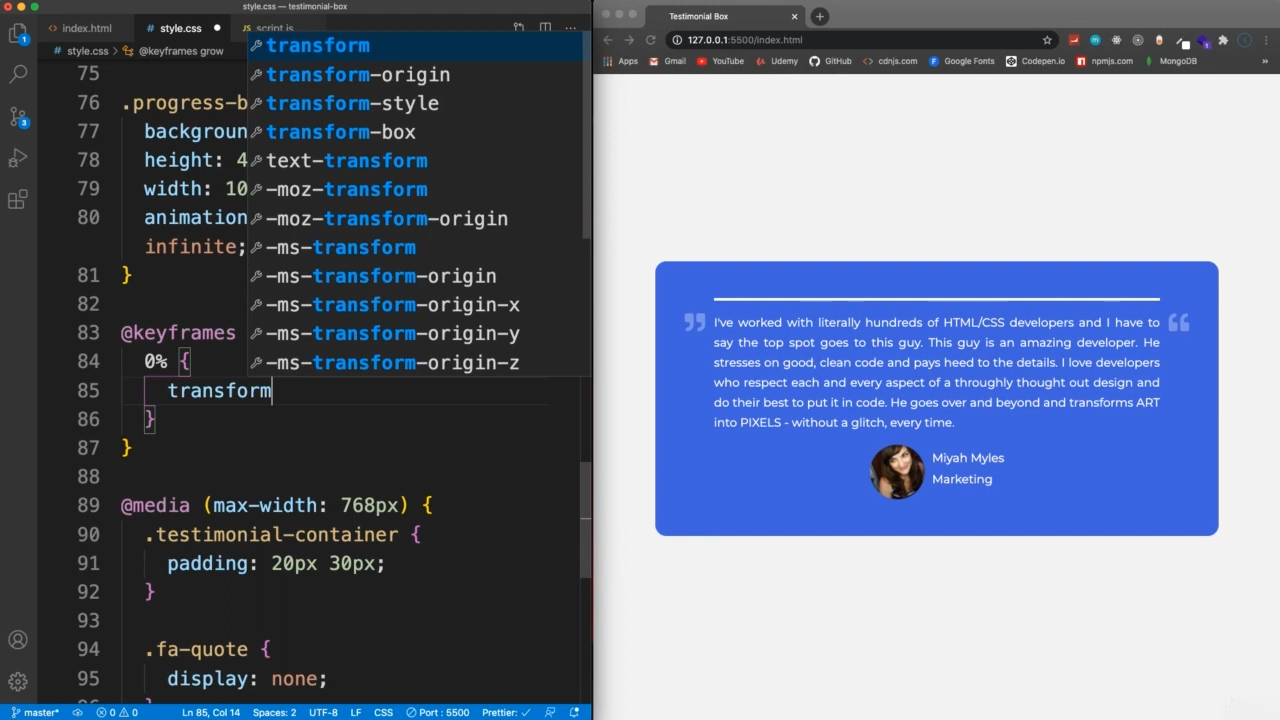 style.css — testimonial-box
index.html
style.css
script.js
style.css > @keyframes grow
75
76 .progress-b
77 backgroun
78 height: 4
79 width: 10
80 animation
infinite;
81 }
82
83 @keyframes
84 0% {
85 transform
86 }
87 }
88
89 @media (max-width: 768px) {
90 .testimonial-container {
91 padding: 20px 30px;
92 }
93
94 .fa-quote {
95 display: none;
transform
transform-origin
transform-style
transform-box
text-transform
-moz-transform
-moz-transform-origin
-ms-transform
-ms-transform-origin
-ms-transform-origin-x
-ms-transform-origin-y
-ms-transform-origin-z
1
3
master* 0 0 Ln 85, Col 14 Spaces: 2 UTF-8 LF CSS Port : 5500 Prettier: ✓
Testimonial Box
127.0.0.1:5500/index.html
Apps Gmail YouTube Udemy GitHub cdnjs.com Google Fonts Codepen.io npmjs.com MongoDB »
I've worked with literally hundreds of HTML/CSS developers and I have to
say the top spot goes to this guy. This guy is an amazing developer. He
stresses on good, clean code and pays heed to the details. I love developers
who respect each and every aspect of a throughly thought out design and
do their best to put it in code. He goes over and beyond and transforms ART
into PIXELS - without a glitch, every time.
Miyah Myles
Marketing